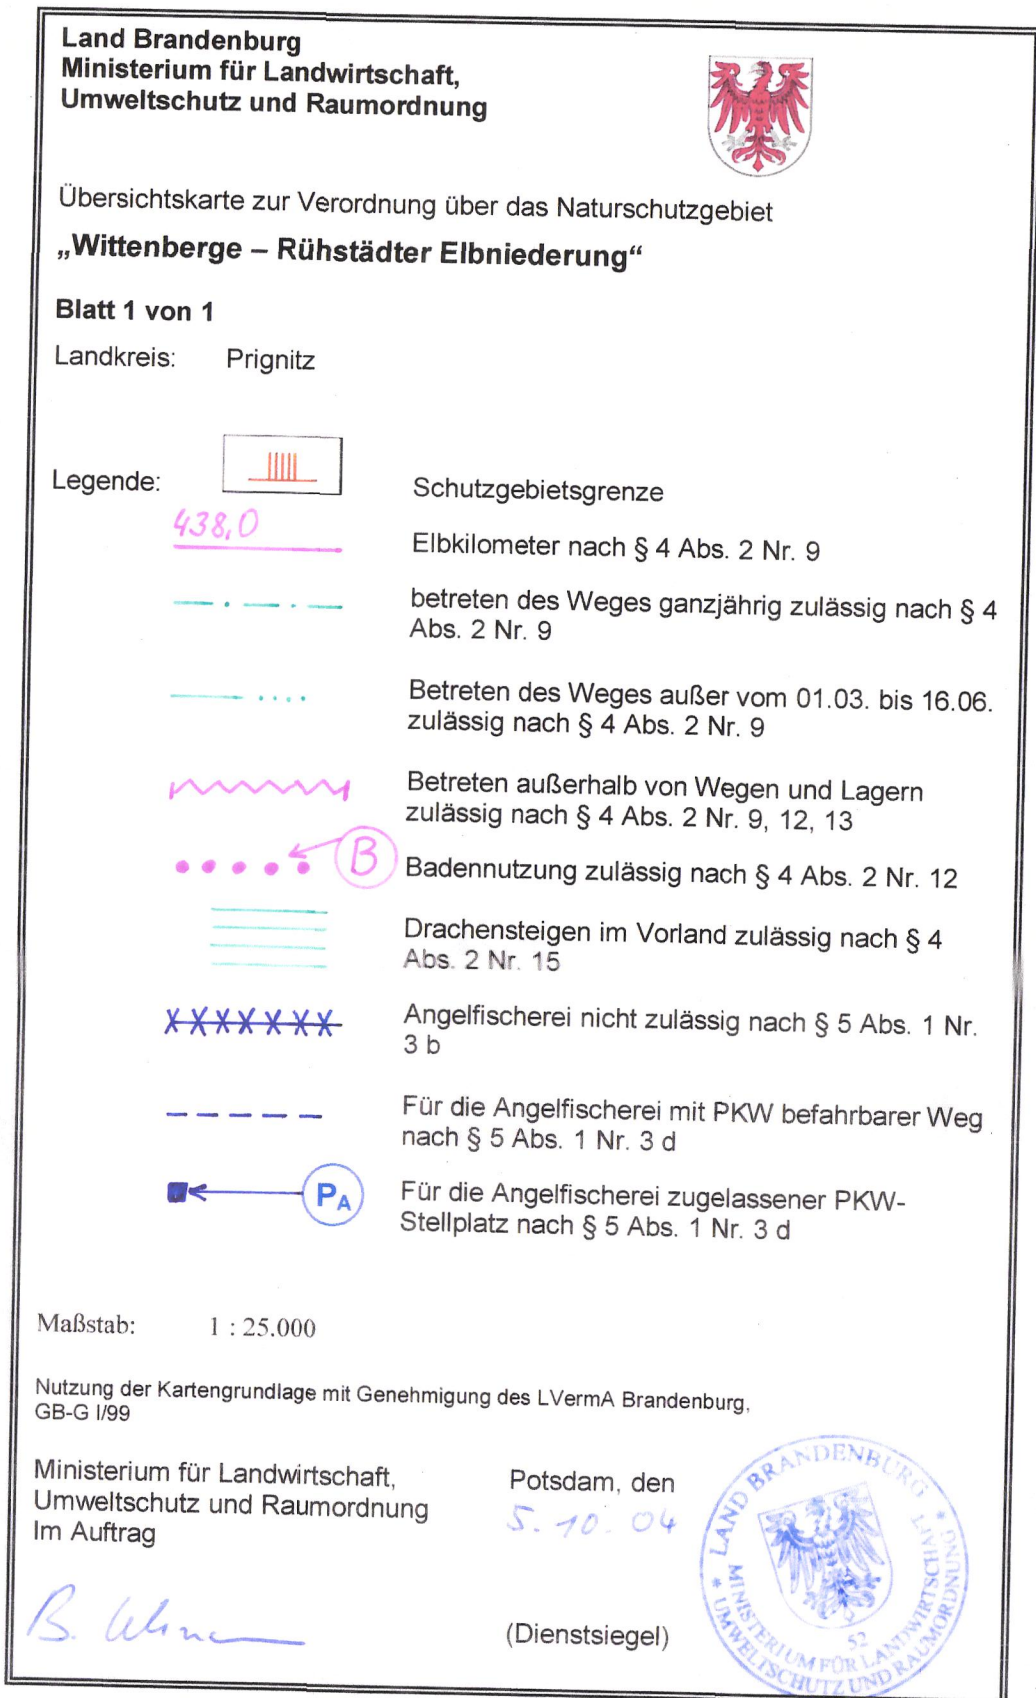 Land Brandenburg
Ministerium für Landwirtschaft,
Umweltschutz und Raumordnung
Übersichtskarte zur Verordnung über das Naturschutzgebiet
„Wittenberge – Rühstädter Elbniederung“
Blatt 1 von 1
Landkreis: Prignitz
Legende:
Schutzgebietsgrenze
438,0
Elbkilometer nach § 4 Abs. 2 Nr. 9
betreten des Weges ganzjährig zulässig nach § 4
Abs. 2 Nr. 9
Betreten des Weges außer vom 01.03. bis 16.06.
zulässig nach § 4 Abs. 2 Nr. 9
Betreten außerhalb von Wegen und Lagern
zulässig nach § 4 Abs. 2 Nr. 9, 12, 13
B Badennutzung zulässig nach § 4 Abs. 2 Nr. 12
Drachensteigen im Vorland zulässig nach § 4
Abs. 2 Nr. 15
Angelfischerei nicht zulässig nach § 5 Abs. 1 Nr.
3 b
Für die Angelfischerei mit PKW befahrbarer Weg
nach § 5 Abs. 1 Nr. 3 d
PA Für die Angelfischerei zugelassener PKW-
Stellplatz nach § 5 Abs. 1 Nr. 3 d
Maßstab: 1 : 25.000
Nutzung der Kartengrundlage mit Genehmigung des LVermA Brandenburg,
GB-G I/99
Ministerium für Landwirtschaft,
Umweltschutz und Raumordnung
Im Auftrag
Potsdam, den
5. 10. 04
B.
(Dienstsiegel)
* LAND BRANDENBURG *
MINISTERIUM FÜR LANDWIRTSCHAFT
UMWELTSCHUTZ UND RAUMORDNUNG
52